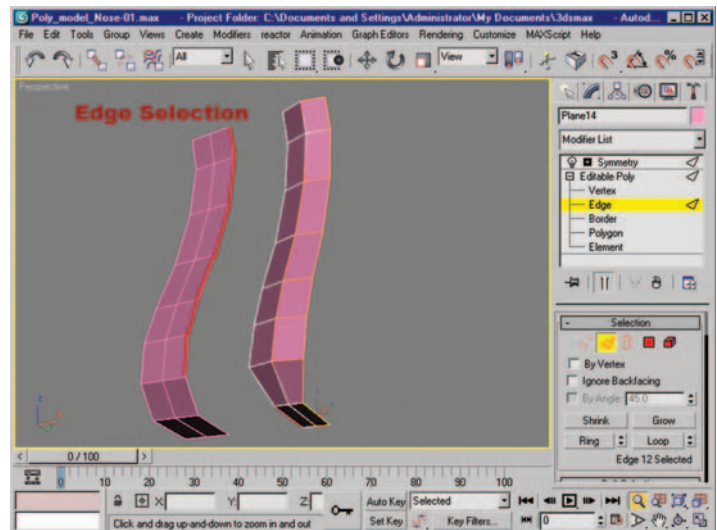 Poly_model_Nose-01.max - Project Folder: C:\Documents and Settings\Administrator\My Documents\3dsmax - Autod...
File Edit Tools Group Views Create Modifiers reactor Animation Graph Editors Rendering Customize MAXScript Help
All View
Perspective
Edge Selection
Plane14
Modifier List
Symmetry
Editable Poly
Vertex
Edge
Border
Polygon
Element
- Selection
By Vertex
Ignore Backfacing
By Angle: 45.0
Shrink Grow
Ring Loop
Edge 12 Selected
0 / 100
0 10 20 30 40 50 60 70 80 90 100
X: Y: Z: Auto Key Selected
Click and drag up-and-down to zoom in and out Set Key Key Filters... 0